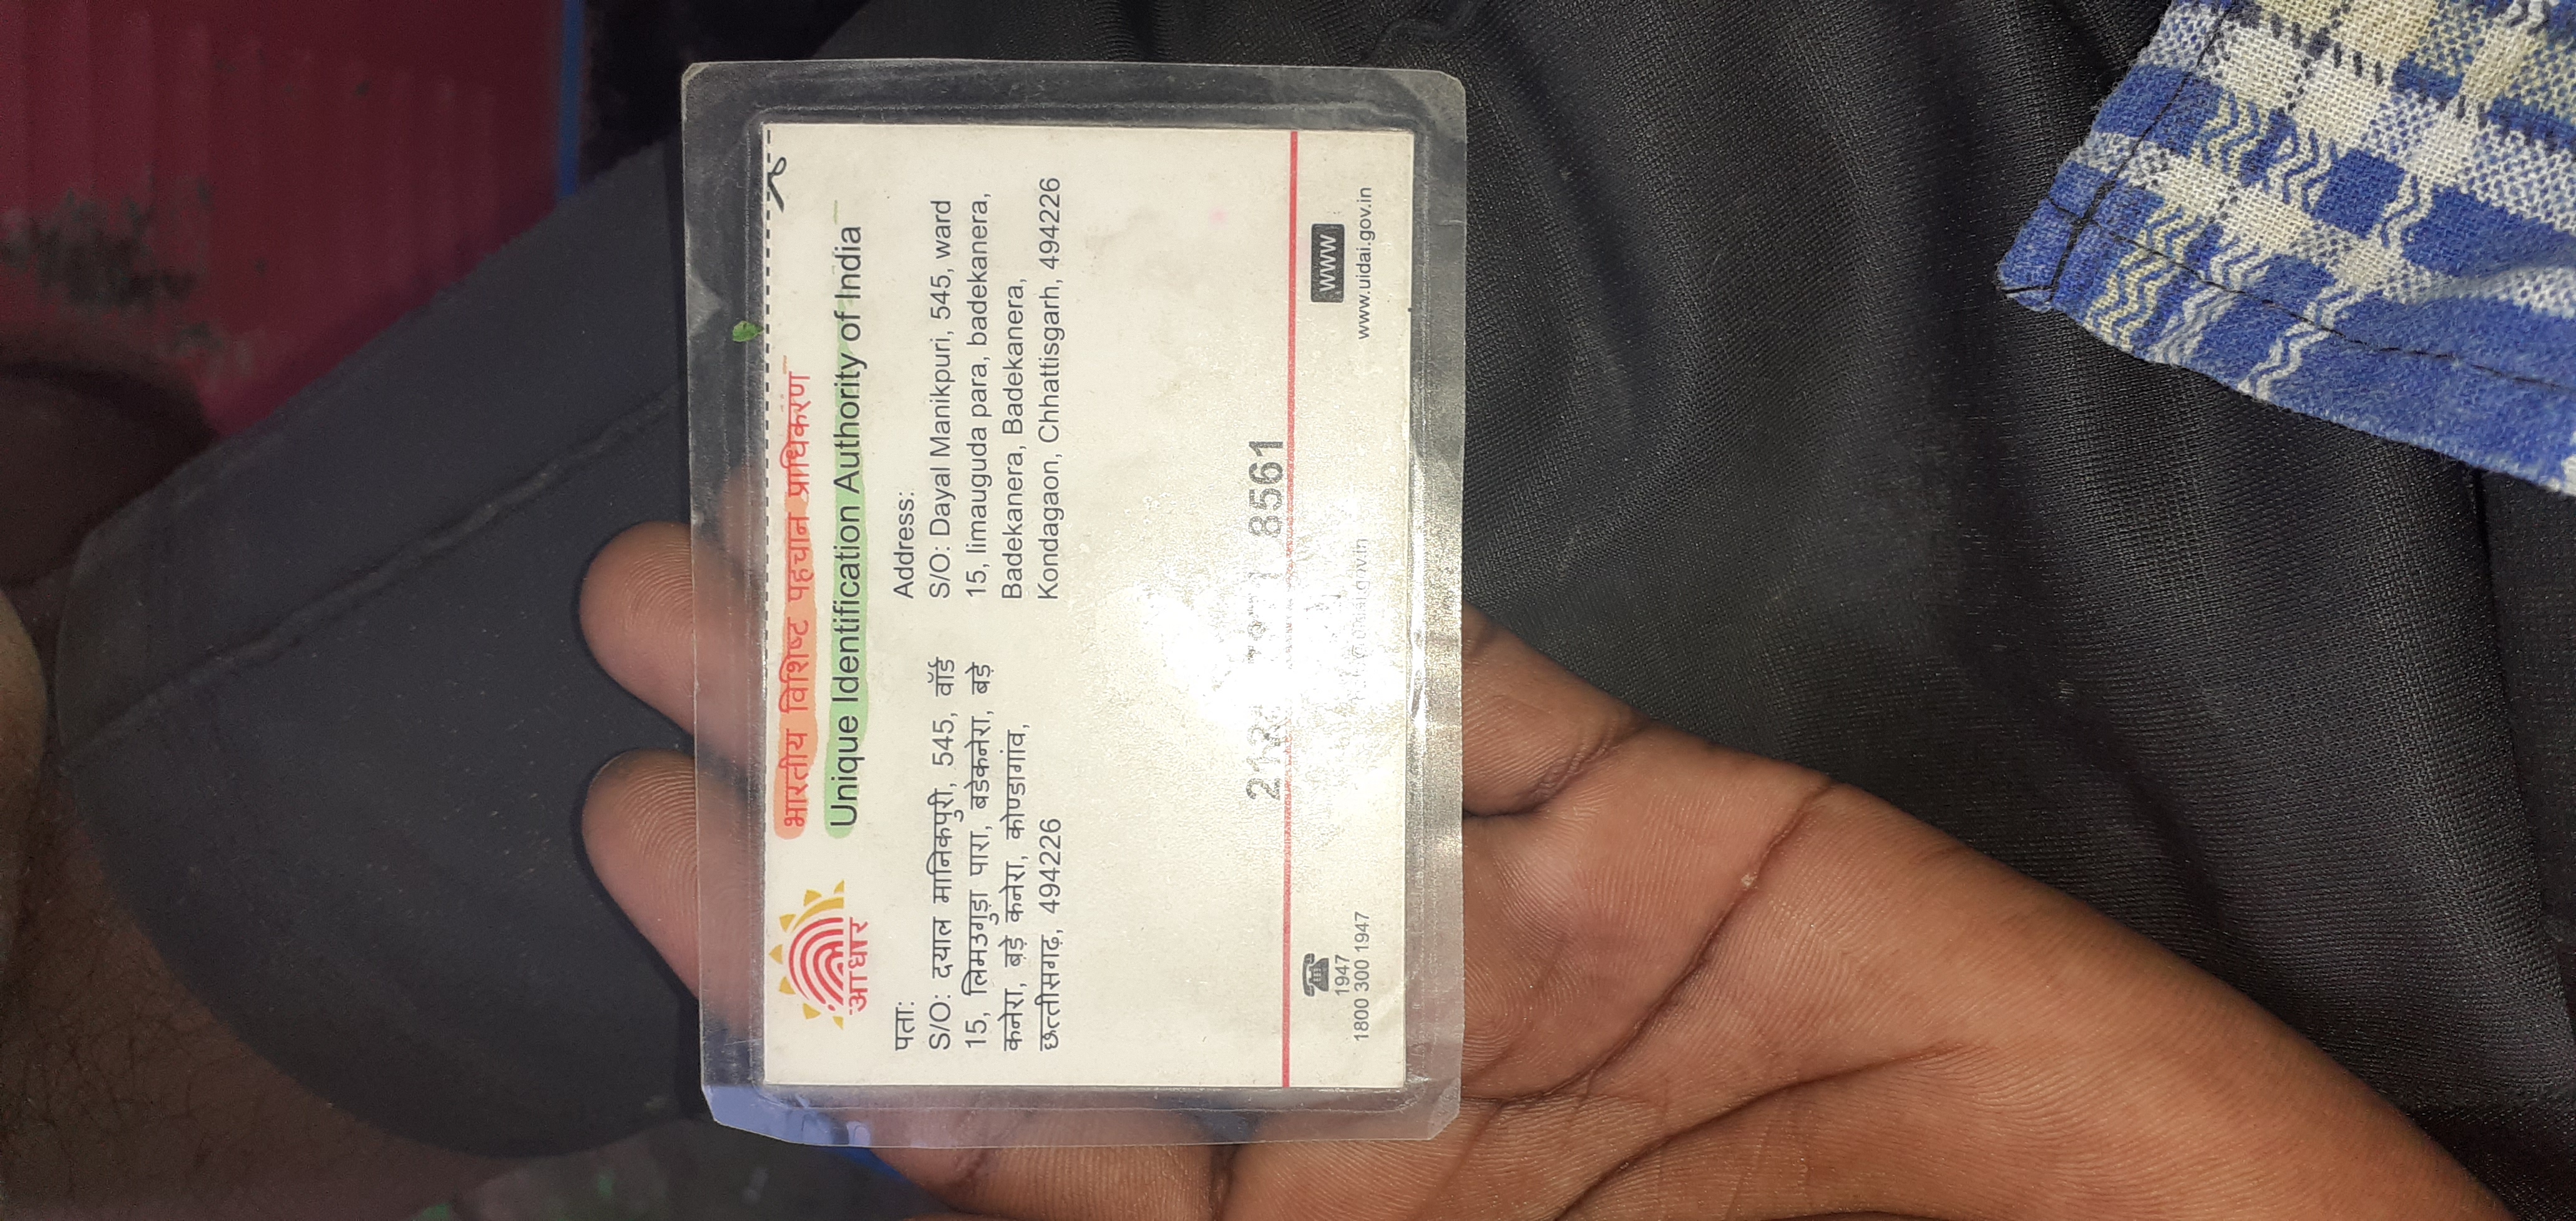 भारतीय विशिष्ट पहचान प्राधिकरण
Unique Identification Authority of India
आधार
पता:
S/O: दयाल मानिकपुरी, 545, वॉर्ड
15, लिमउगुड़ा पारा, बडेकनेरा, बड़े
कनेरा, बड़े कनेरा, कोण्डागांव,
छत्तीसगढ़, 494226
Address:
S/O: Dayal Manikpuri, 545, ward
15, limauguda para, badekanera,
Badekanera, Badekanera,
Kondagaon, Chhattisgarh, 494226
8561
1947
1800 300 1947
www
www.uidai.gov.in